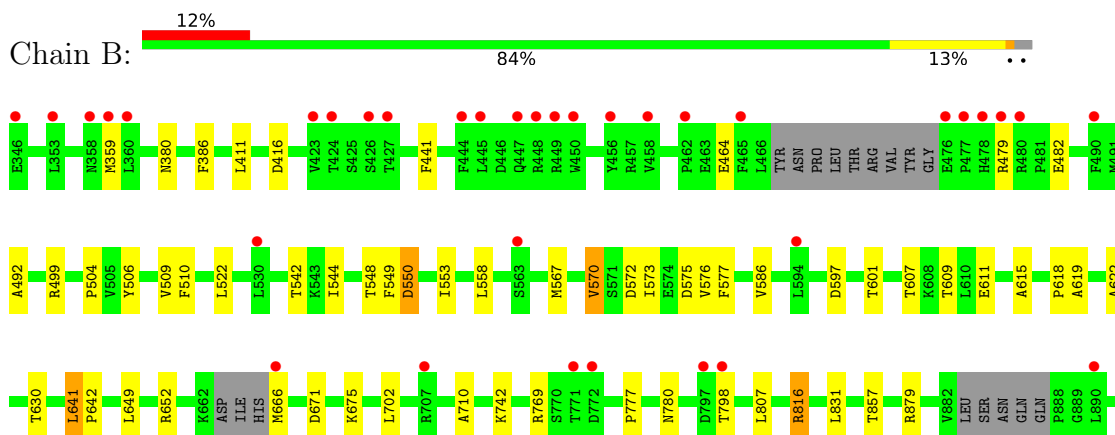 12%
Chain B:
84%
13%
E346 L353 N358 M359 L360 N380 F386 L411 D416 V423 T424 S425 S426 T427 F441 F444 L445 D446 Q447 R448 R449 W450 Y456 R457 V458 P462 E463 E464 F465 L466 TYR ASN PRO LEU THR ARG VAL TYR GLY E476 P477 H478 R479 R480 P481 E482 F490 M491
A492 R499 P504 V505 Y506 V509 F510 L522 L530 T542 K543 I544 T548 F549 D550 I553 L558 S563 M567 V570 S571 D572 I573 E574 D575 V576 F577 V586 L594 D597 T601 T607 K608 T609 L610 E611 A615 P618 A619 A622
T630 L641 P642 L649 R652 K662 ASP ILE HIS M666 D671 K675 L702 R707 A710 K742 R769 S770 T771 D772 P777 N780 D797 T798 L807 R816 L831 T857 R879 V882 LEU SER ASN GLN GLN P888 G889 L890